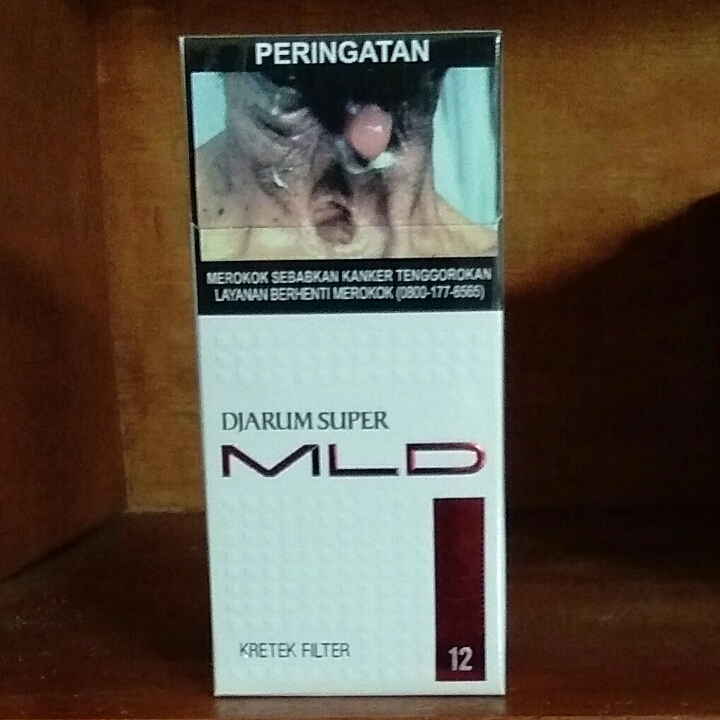 PERINGATAN
MEROKOK SEBABKAN KANKER TENGGOROKAN
LAYANAN BERHENTI MEROKOK (0800-177-6565)
DJARUM SUPER
MLD
KRETEK FILTER
12